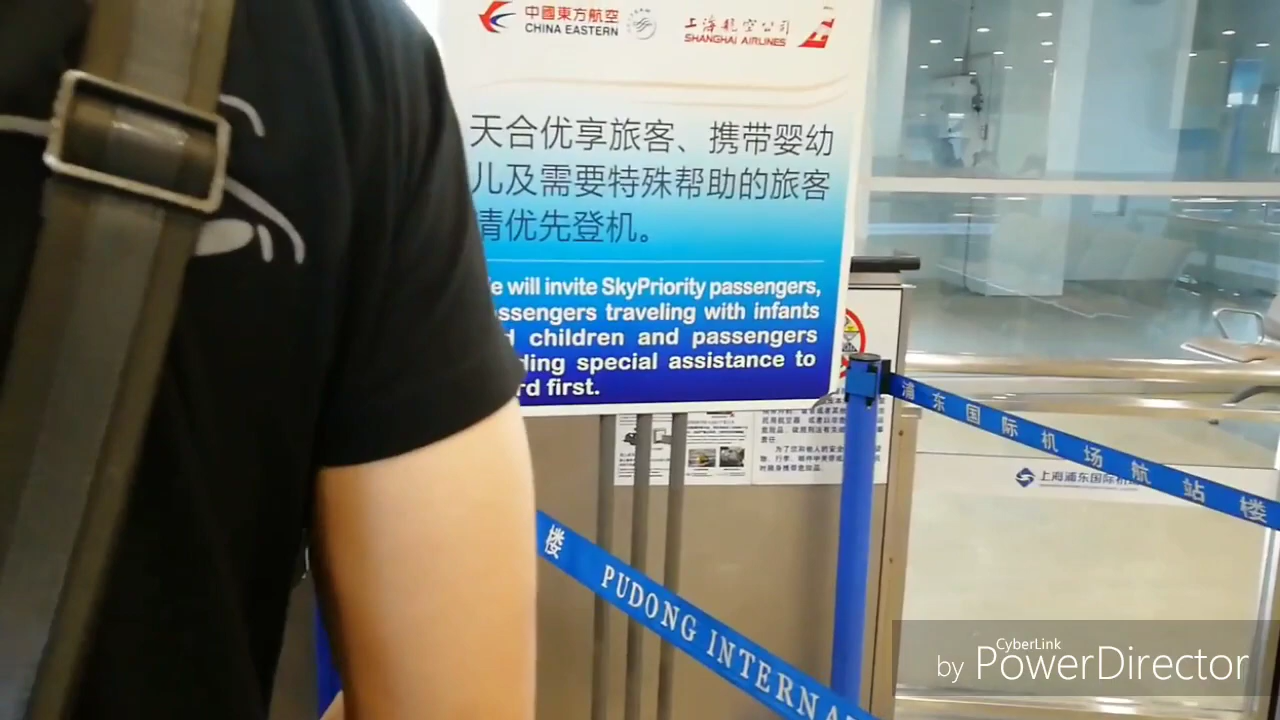 中國東方航空
CHINA EASTERN
上海航空公司
SHANGHAI AIRLINES
天合优享旅客、携带婴幼
儿及需要特殊帮助的旅客
请优先登机。
e will invite SkyPriority passengers,
ssengers traveling with infants
d children and passengers
ding special assistance to
rd first.
浦东国际机场航站楼
上海浦东国际机
楼
PUDONG INTERNA
CyberLink
by PowerDirector